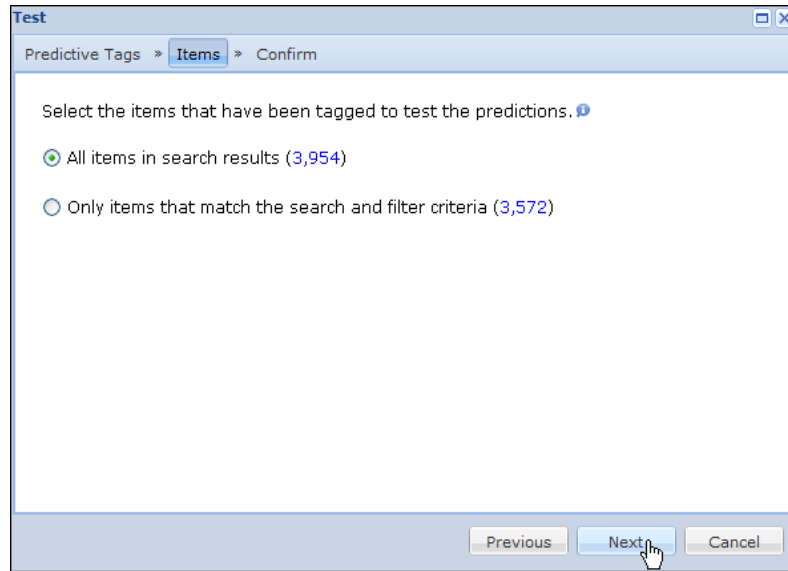 Test
Predictive Tags » Items » Confirm
Select the items that have been tagged to test the predictions.
All items in search results (3,954)
Only items that match the search and filter criteria (3,572)
Previous Next Cancel